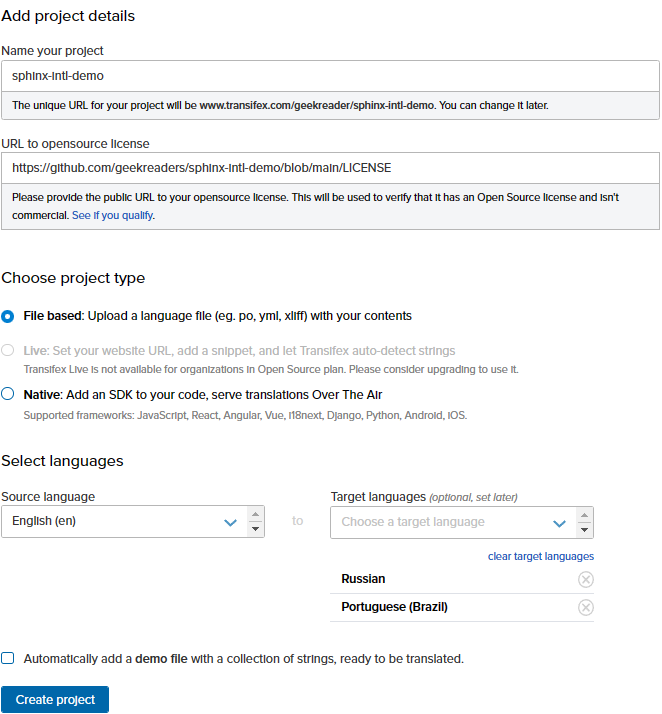 Add project details
Name your project
sphinx-intl-demo
The unique URL for your project will be www.transifex.com/geekreader/sphinx-intl-demo. You can change it later.
URL to opensource license
https://github.com/geekreaders/sphinx-intl-demo/blob/main/LICENSE
Please provide the public URL to your opensource license. This will be used to verify that it has an Open Source license and isn't
commercial. See if you qualify.
Choose project type
File based: Upload a language file (eg. po, yml, xliff) with your contents
Live: Set your website URL, add a snippet, and let Transifex auto-detect strings
Transifex Live is not available for organizations in Open Source plan. Please consider upgrading to use it.
Native: Add an SDK to your code, serve translations Over The Air
Supported frameworks: JavaScript, React, Angular, Vue, i18next, Django, Python, Android, iOS.
Select languages
Source language
English (en)
to
Target languages (optional, set later)
Choose a target language
clear target languages
Russian
Portuguese (Brazil)
Automatically add a demo file with a collection of strings, ready to be translated.
Create project